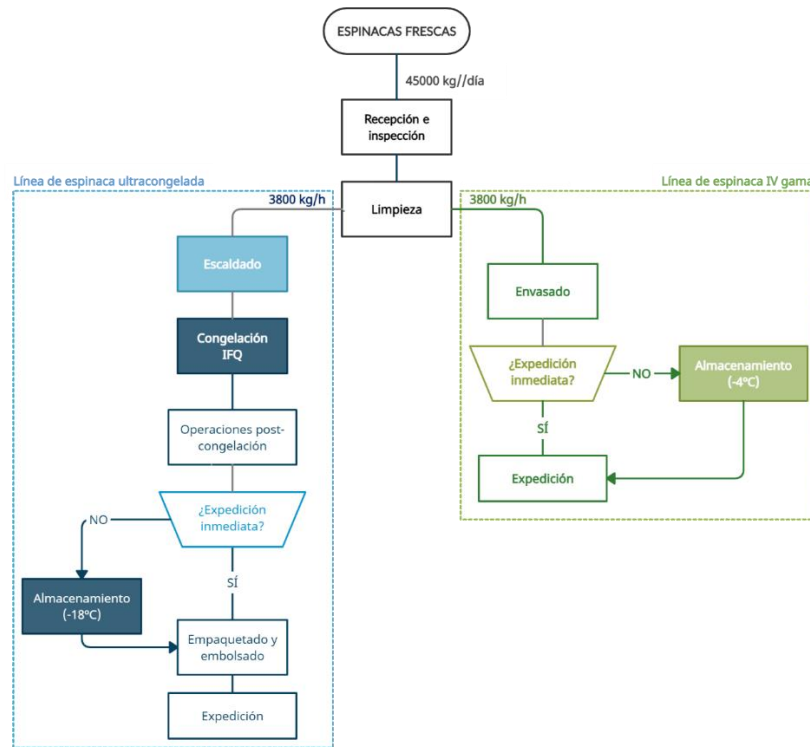 ESPINACAS FRESCAS
45000 kg//día
Recepción e
inspección
Línea de espinaca ultracongelada
Línea de espinaca IV gama
3800 kg/h
Limpieza
3800 kg/h
Escaldado
Envasado
Congelación
IFQ
¿Expedición
inmediata?
NO
Almacenamiento
(-4ºC)
Operaciones post-
congelación
SÍ
Expedición
¿Expedición
inmediata?
NO
SÍ
Almacenamiento
(-18ºC)
Empaquetado y
embolsado
Expedición